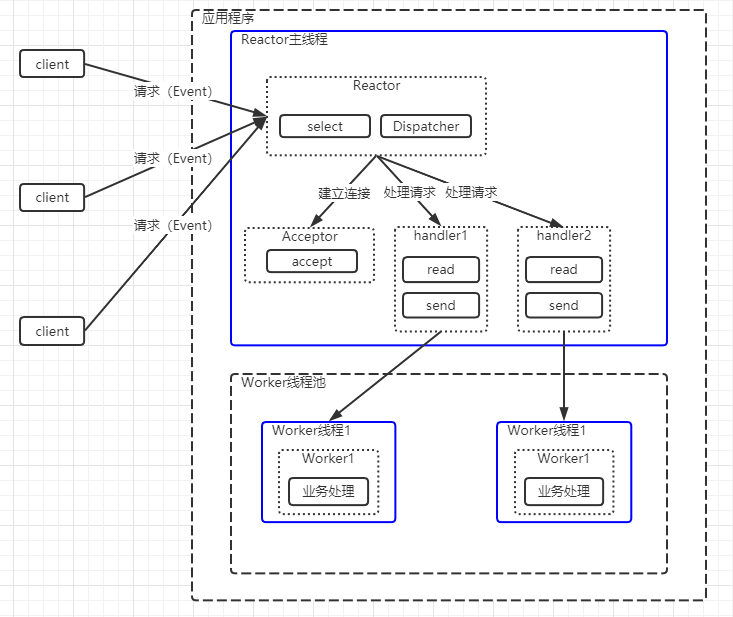 应用程序
Reactor主线程
client
请求（Event）
Reactor
select
Dispatcher
client
请求（Event）
建立连接
处理请求
处理请求
client
请求（Event）
Acceptor
accept
handler1
read
send
handler2
read
send
Worker线程池
Worker线程1
Worker1
业务处理
Worker线程1
Worker1
业务处理